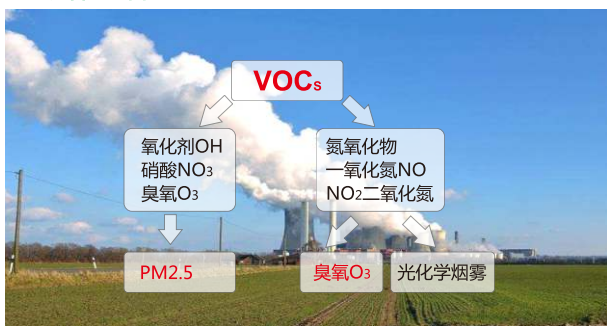 VOCs
氧化剂OH
硝酸NO3
臭氧O3
氮氧化物
一氧化氮NO
NO2二氧化氮
PM2.5
臭氧O3
光化学烟雾